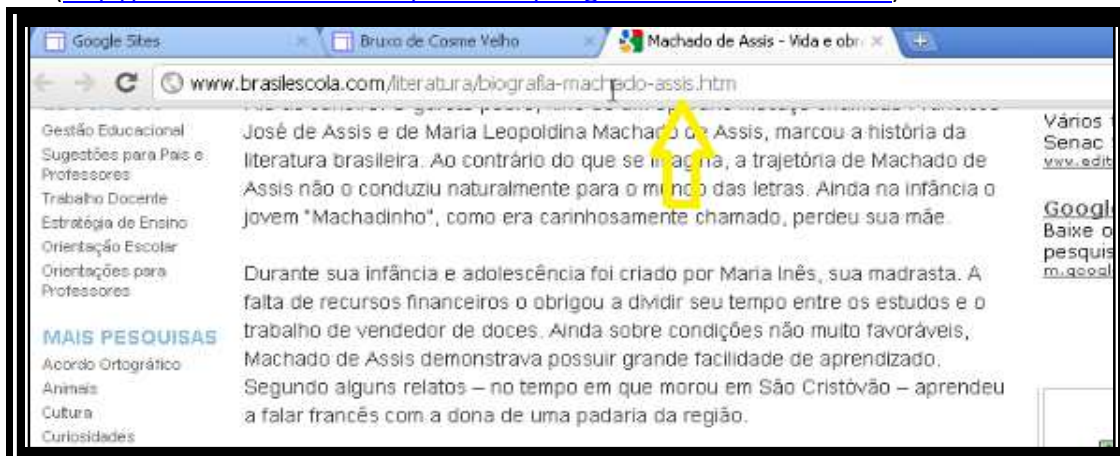 Google Sites
Bruxo de Cosme Velho
Machado de Assis - Vida e obr
www.brasilescola.com/literatura/biografia-machado-assis.htm
Gestão Educacional
Sugestões para Pais e
Professores
Trabalho Docente
Estratégia de Ensino
Orientação Escolar
Orientações para
Professores
MAIS PESQUISAS
Acordo Ortográfico
Animais
Cultura
Curiosidades
José de Assis e de Maria Leopoldina Machado de Assis, marcou a história da
literatura brasileira. Ao contrário do que se imagina, a trajetória de Machado de
Assis não o conduziu naturalmente para o mundo das letras. Ainda na infância o
jovem "Machadinho", como era carinhosamente chamado, perdeu sua mãe.
Durante sua infância e adolescência foi criado por Maria Inês, sua madrasta. A
falta de recursos financeiros o obrigou a dividir seu tempo entre os estudos e o
trabalho de vendedor de doces. Ainda sobre condições não muito favoráveis,
Machado de Assis demonstrava possuir grande facilidade de aprendizado.
Segundo alguns relatos – no tempo em que morou em São Cristóvão – aprendeu
a falar francês com a dona de uma padaria da região.
Vários
Senac
www.edit
Googl
Baixe o
pesquis
m.googl